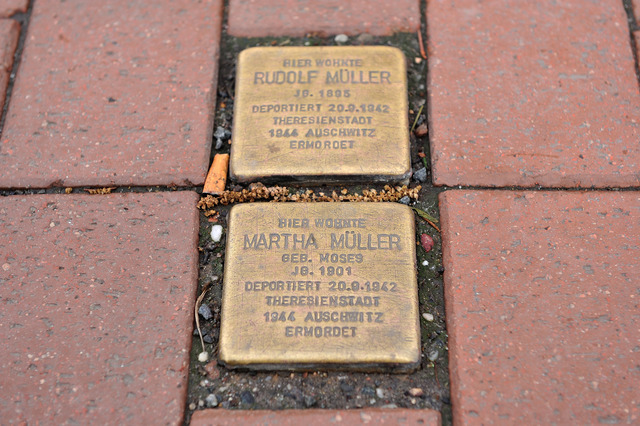 HIER WOHNTE
RUDOLF MÜLLER
JG. 1895
DEPORTIERT 20.9.1942
THERESIENSTADT
1944 AUSCHWITZ
ERMORDET
HIER WOHNTE
MARTHA MÜLLER
GEB. MOSES
JG. 1901
DEPORTIERT 20.9.1942
THERESIENSTADT
1944 AUSCHWITZ
ERMORDET